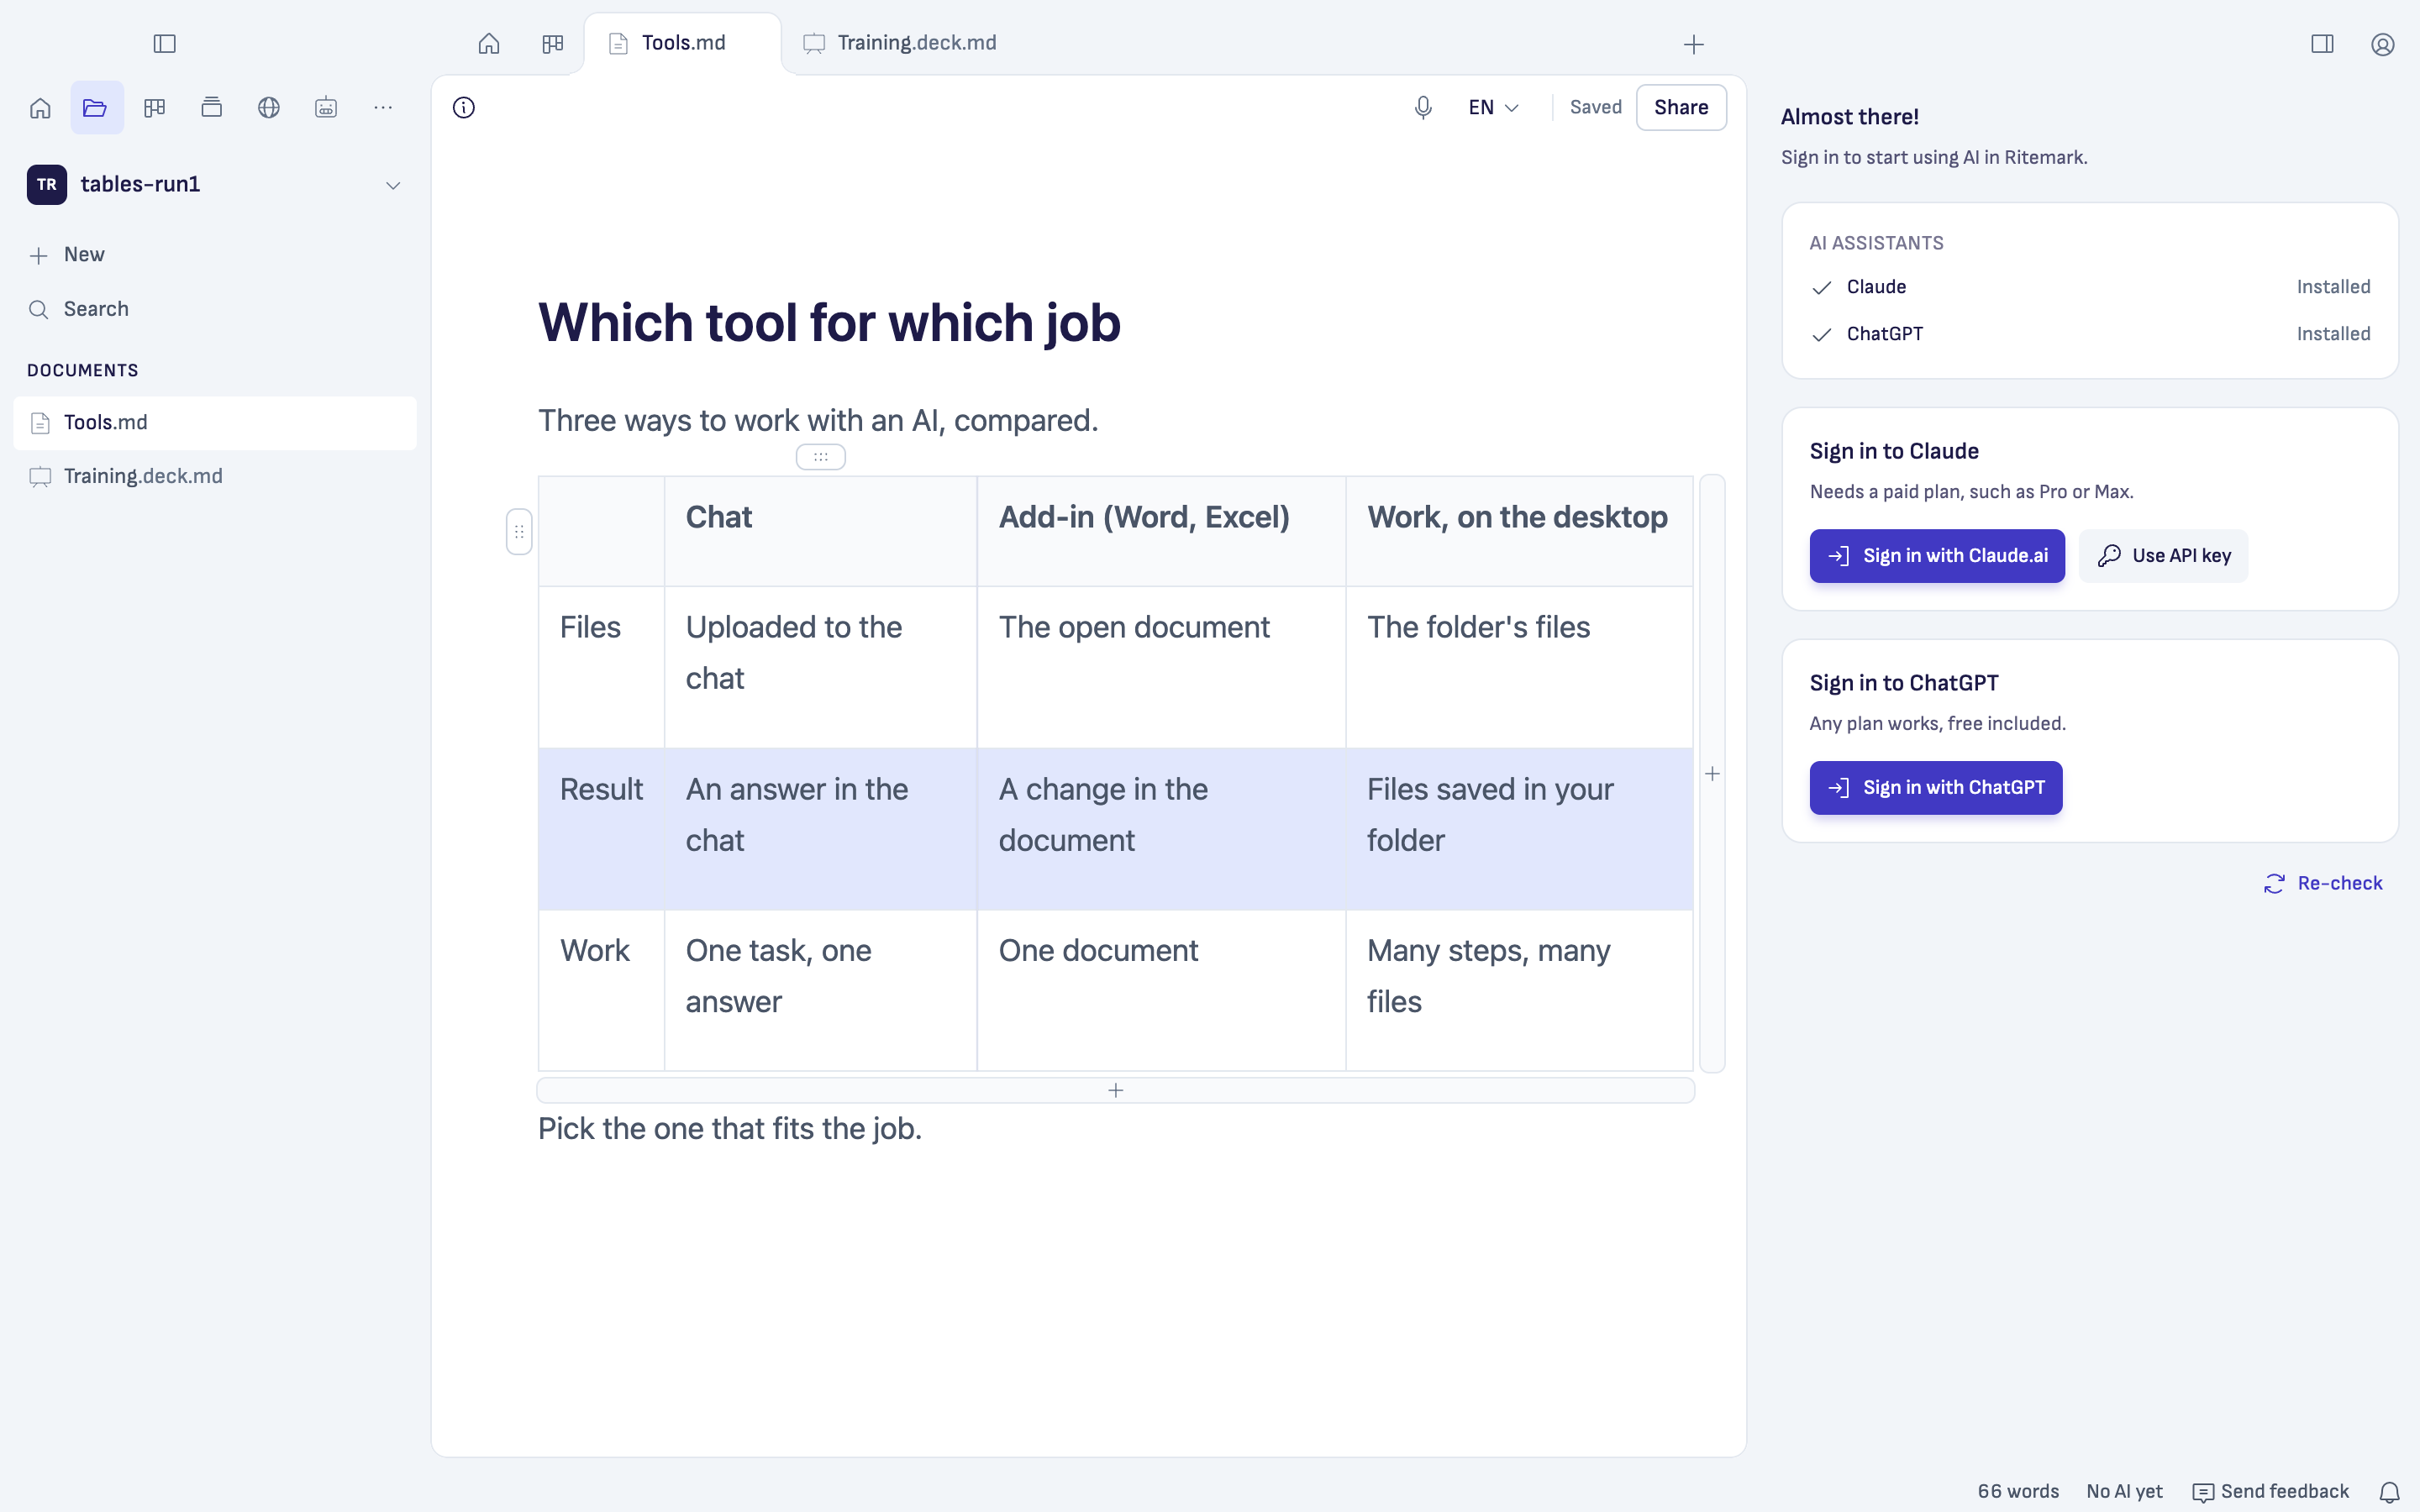 Tools.md
Training.deck.md
TR
tables-run1
New
Search
DOCUMENTS
Tools.md
Training.deck.md
EN
Saved
Share
Which tool for which job
Three ways to work with an AI, compared.
Chat
Add-in (Word, Excel)
Work, on the desktop
Files
Uploaded to the
chat
The open document
The folder's files
Result
An answer in the
chat
A change in the
document
Files saved in your
folder
Work
One task, one
answer
One document
Many steps, many
files
Pick the one that fits the job.
Almost there!
Sign in to start using AI in Ritemark.
AI ASSISTANTS
Claude
Installed
ChatGPT
Installed
Sign in to Claude
Needs a paid plan, such as Pro or Max.
Sign in with Claude.ai
Use API key
Sign in to ChatGPT
Any plan works, free included.
Sign in with ChatGPT
Re-check
66 words
No AI yet
Send feedback